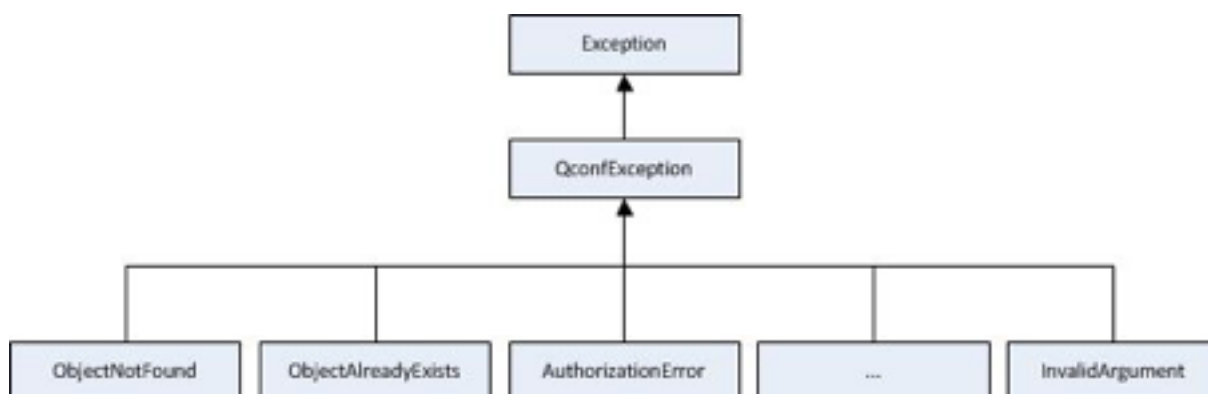 Exception
QconfException
ObjectNotFound
ObjectAlreadyExists
AuthorizationError
...
InvalidArgument